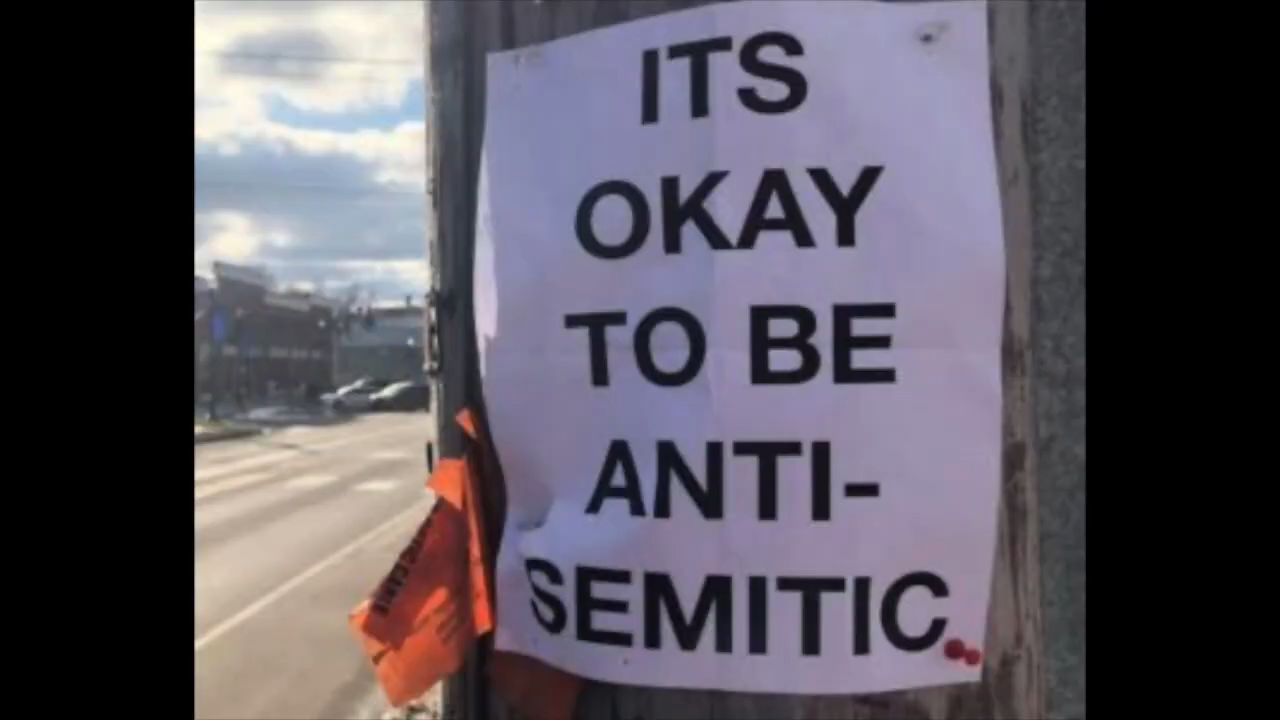 ITS
OKAY
TO BE
ANTI-
SEMITIC